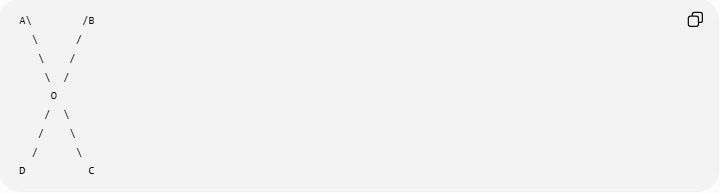 A\        /B
  \      /
   \    /
    \  /
     O
    /  \
   /    \
  /      \
D          C